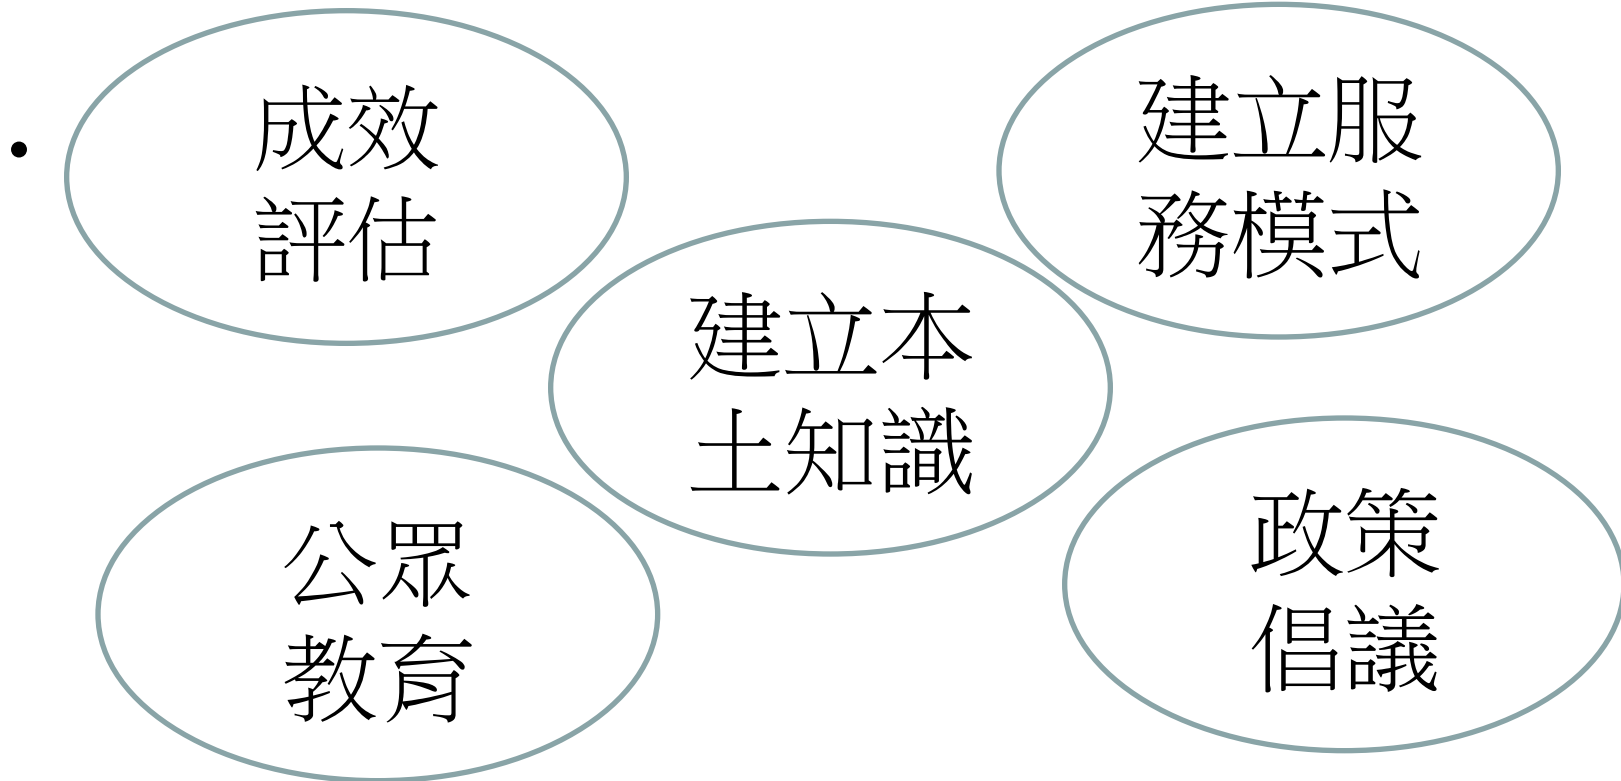 •
成效
評估
建立服
務模式
建立本
土知識
公眾
教育
政策
倡議